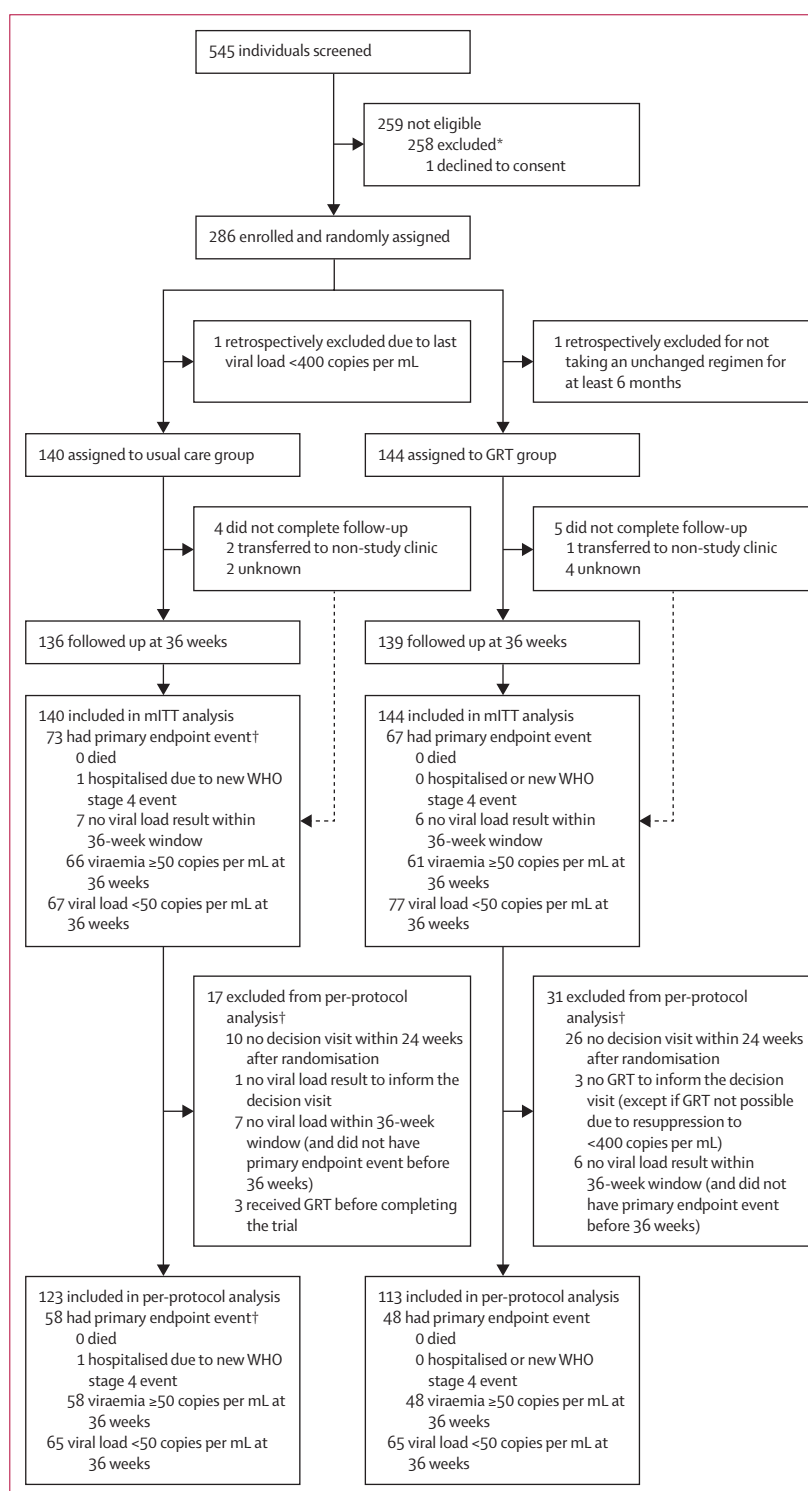 545 individuals screened
259 not eligible
258 excluded*
1 declined to consent
286 enrolled and randomly assigned
1 retrospectively excluded due to last
viral load <400 copies per mL
1 retrospectively excluded for not
taking an unchanged regimen for
at least 6 months
140 assigned to usual care group
144 assigned to GRT group
4 did not complete follow-up
2 transferred to non-study clinic
2 unknown
5 did not complete follow-up
1 transferred to non-study clinic
4 unknown
136 followed up at 36 weeks
139 followed up at 36 weeks
140 included in mITT analysis
73 had primary endpoint event†
0 died
1 hospitalised due to new WHO
stage 4 event
7 no viral load result within
36-week window
66 viraemia ≥50 copies per mL at
36 weeks
67 viral load <50 copies per mL at
36 weeks
144 included in mITT analysis
67 had primary endpoint event
0 died
0 hospitalised or new WHO
stage 4 event
6 no viral load result within
36-week window
61 viraemia ≥50 copies per mL at
36 weeks
77 viral load <50 copies per mL at
36 weeks
17 excluded from per-protocol
analysis†
10 no decision visit within 24 weeks
after randomisation
1 no viral load result to inform the
decision visit
7 no viral load within 36-week
window (and did not have
primary endpoint event before
36 weeks)
3 received GRT before completing
the trial
31 excluded from per-protocol
analysis†
26 no decision visit within 24 weeks
after randomisation
3 no GRT to inform the decision
visit (except if GRT not possible
due to resuppression to
<400 copies per mL)
6 no viral load result within
36-week window (and did not
have primary endpoint event
before 36 weeks)
123 included in per-protocol analysis
58 had primary endpoint event†
0 died
1 hospitalised due to new WHO
stage 4 event
58 viraemia ≥50 copies per mL at
36 weeks
65 viral load <50 copies per mL at
36 weeks
113 included in per-protocol analysis
48 had primary endpoint event
0 died
0 hospitalised or new WHO
stage 4 event
48 viraemia ≥50 copies per mL at
36 weeks
65 viral load <50 copies per mL at
36 weeks